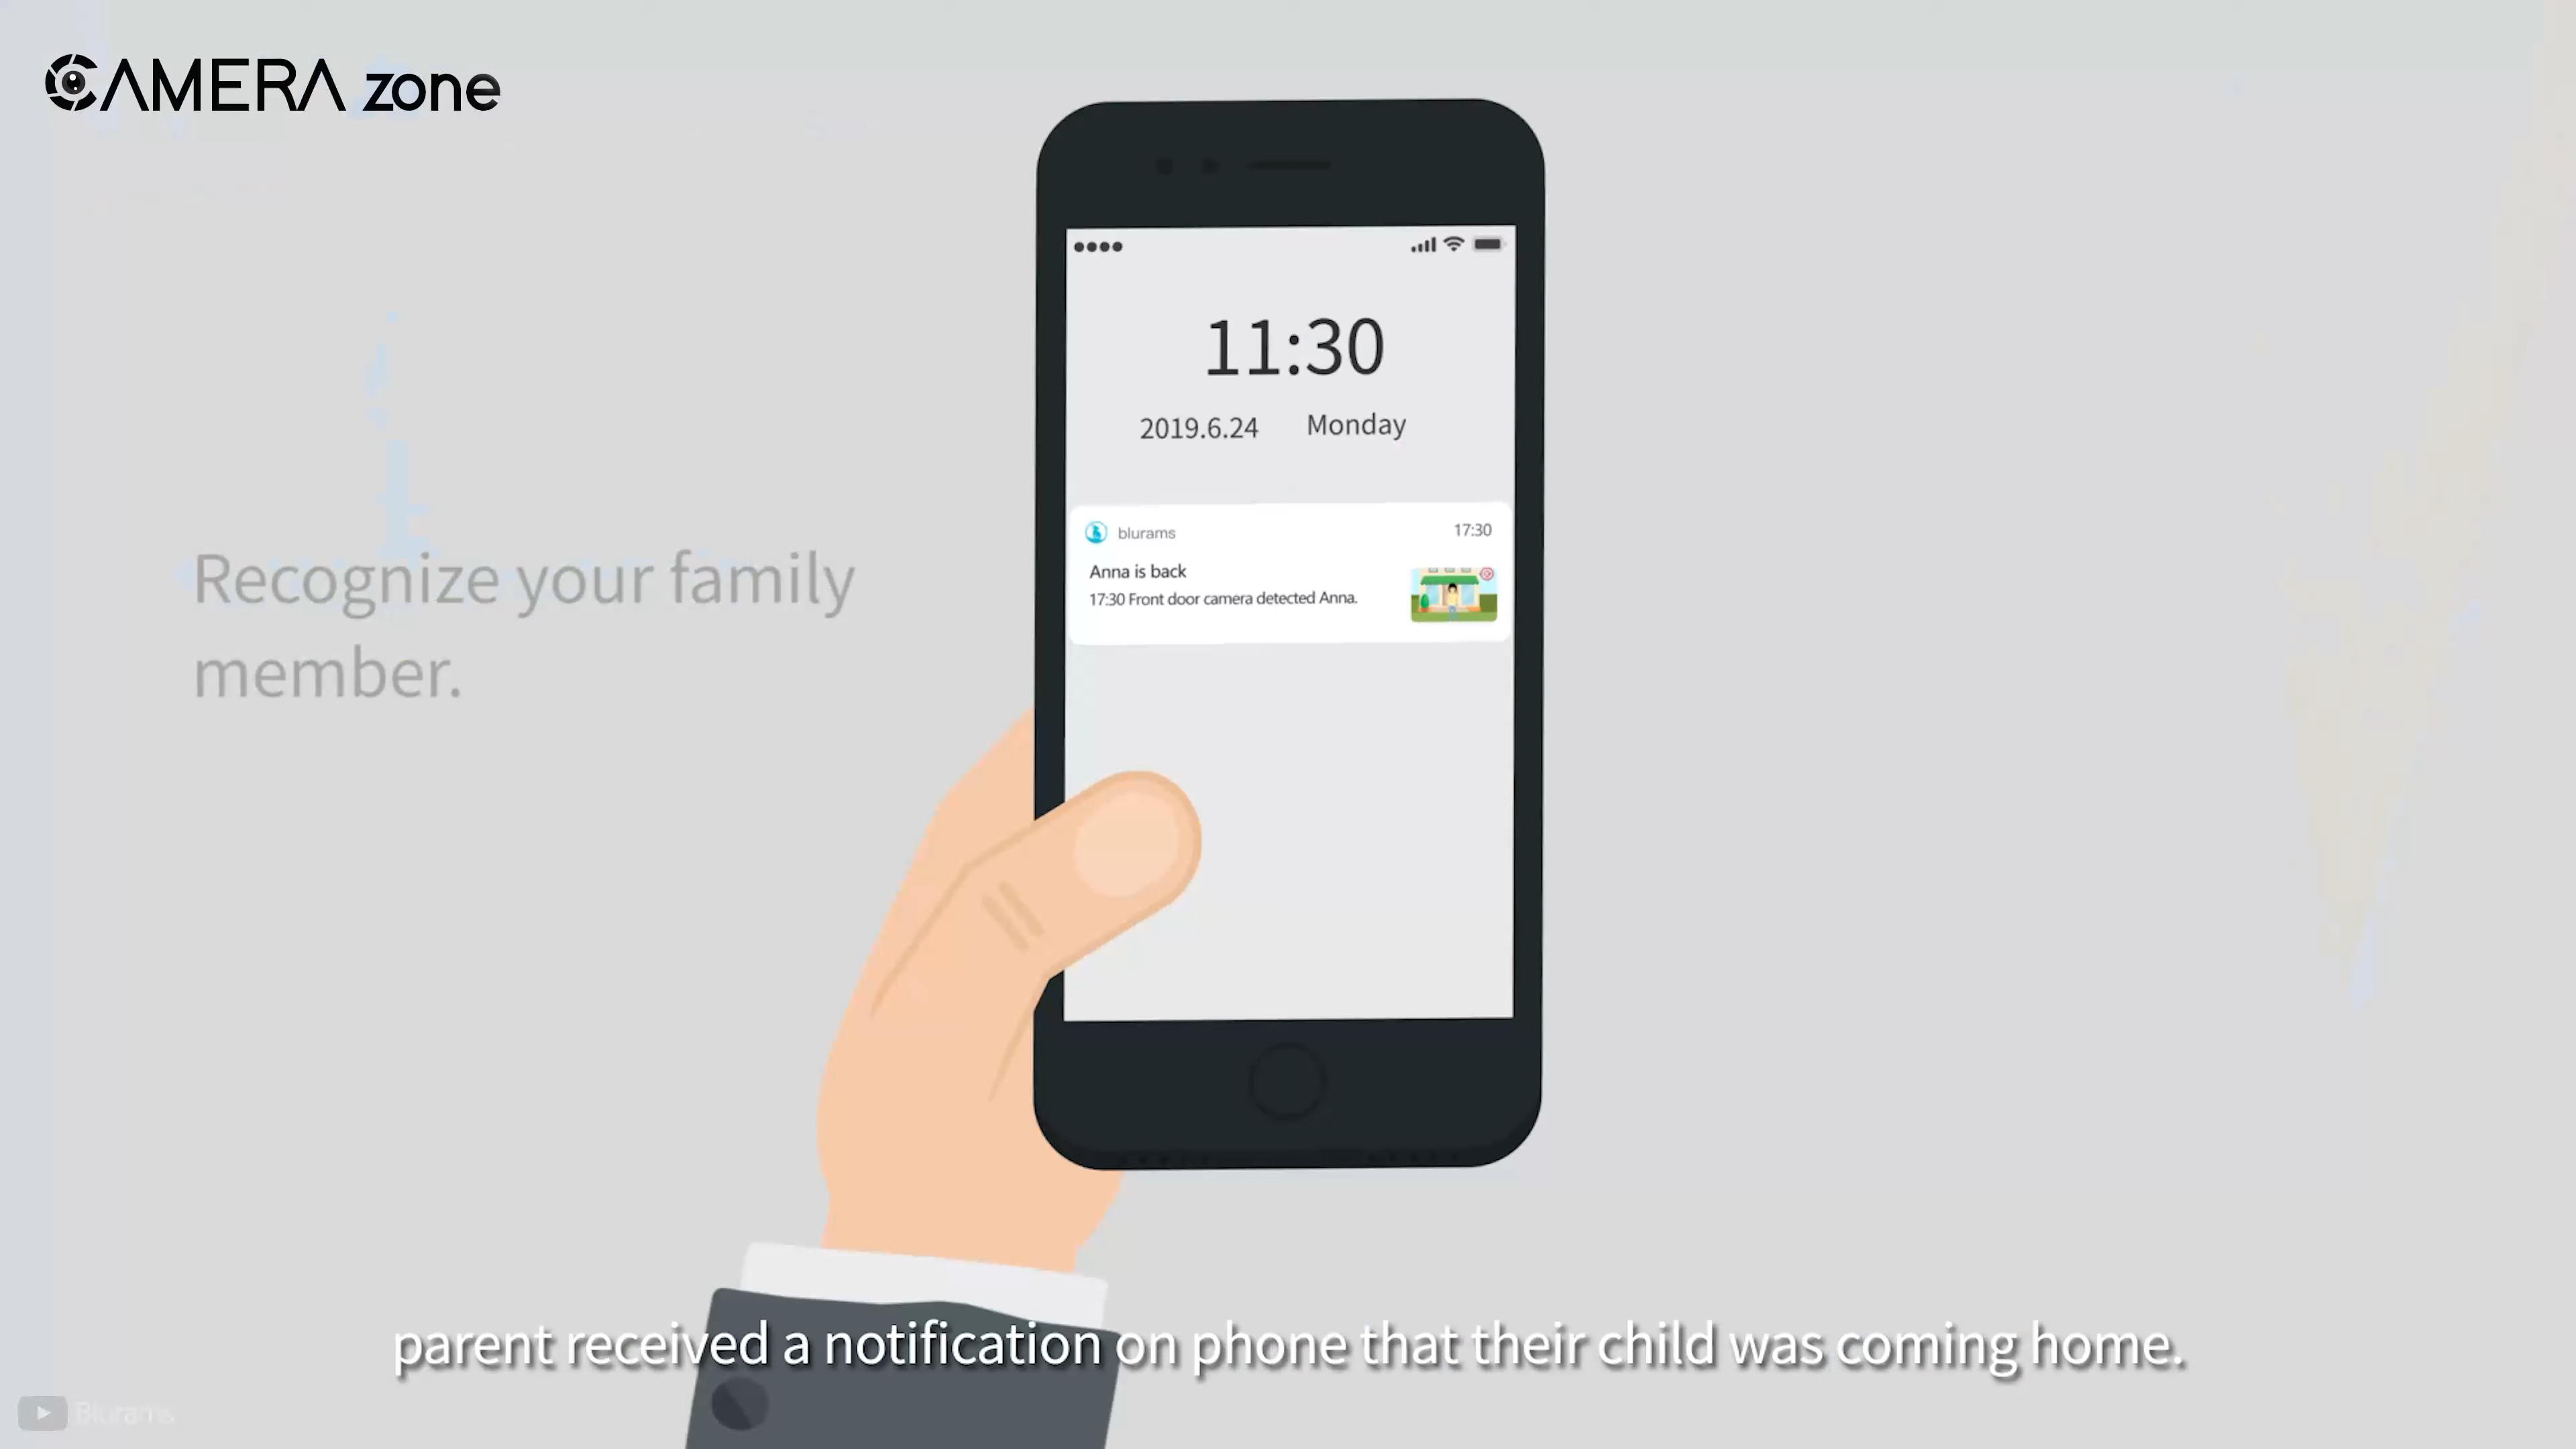 CAMERA zone
11:30
2019.6.24 Monday
blurams 17:30
Anna is back
17:30 Front door camera detected Anna.
Recognize your family
member.
parent received a notification on phone that their child was coming home.
Blurams